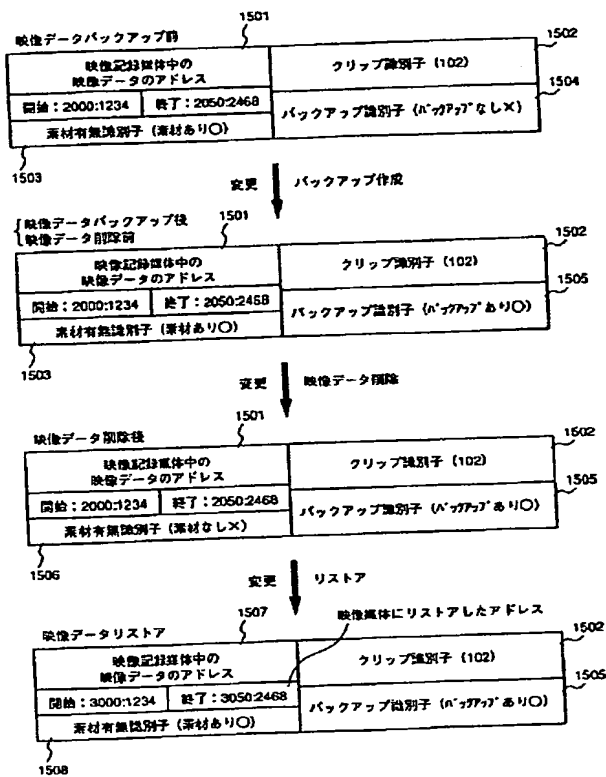 映像データバックアップ前
1501
1502
映像記録媒体中の
映像データのアドレス
クリップ識別子 (102)
1504
開始:2000:1234
終了:2050:2468
バックアップ識別子 (バックアップなし×)
素材有無識別子 (素材あり○)
1503
変更
バックアップ作成
映像データバックアップ後
映像データ削除前
1501
1502
映像記録媒体中の
映像データのアドレス
クリップ識別子 (102)
1505
開始:2000:1234
終了:2050:2468
バックアップ識別子 (バックアップあり○)
素材有無識別子 (素材あり○)
1503
変更
映像データ削除
映像データ削除後
1501
1502
映像記録媒体中の
映像データのアドレス
クリップ識別子 (102)
1505
開始:2000:1234
終了:2050:2468
バックアップ識別子 (バックアップあり○)
素材有無識別子 (素材なし×)
1506
変更
リストア
映像データリストア
1507
映像媒体にリストアしたアドレス
1502
映像記録媒体中の
映像データのアドレス
クリップ識別子 (102)
1505
開始:3000:1234
終了:3050:2468
バックアップ識別子 (バックアップあり○)
素材有無識別子 (素材あり○)
1508